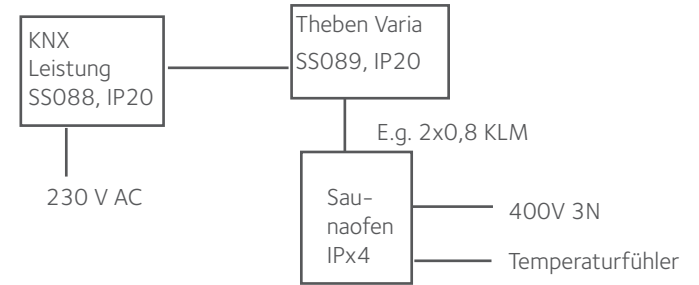 KNX
Leistung
SS088, IP20
Theben Varia
SS089, IP20
E.g. 2x0,8 KLM
230 V AC
Sau-
naofen
IPx4
400V 3N
Temperaturfühler